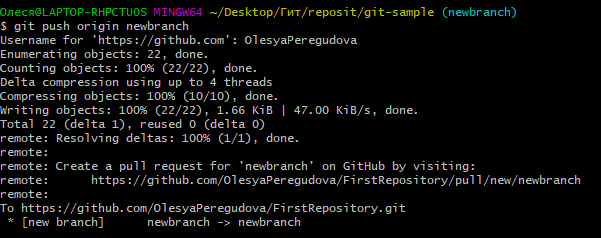 Олеся@LAPTOP-RHPCTUOS MINGW64 ~/Desktop/Гит/reposit/git-sample (newbranch)
$ git push origin newbranch
Username for 'https://github.com': OlesyaPeregudova
Enumerating objects: 22, done.
Counting objects: 100% (22/22), done.
Delta compression using up to 4 threads
Compressing objects: 100% (10/10), done.
Writing objects: 100% (22/22), 1.66 KiB | 47.00 KiB/s, done.
Total 22 (delta 1), reused 0 (delta 0)
remote: Resolving deltas: 100% (1/1), done.
remote:
remote: Create a pull request for 'newbranch' on GitHub by visiting:
remote:      https://github.com/OlesyaPeregudova/FirstRepository/pull/new/newbranch
remote:
To https://github.com/OlesyaPeregudova/FirstRepository.git
 * [new branch]      newbranch -> newbranch